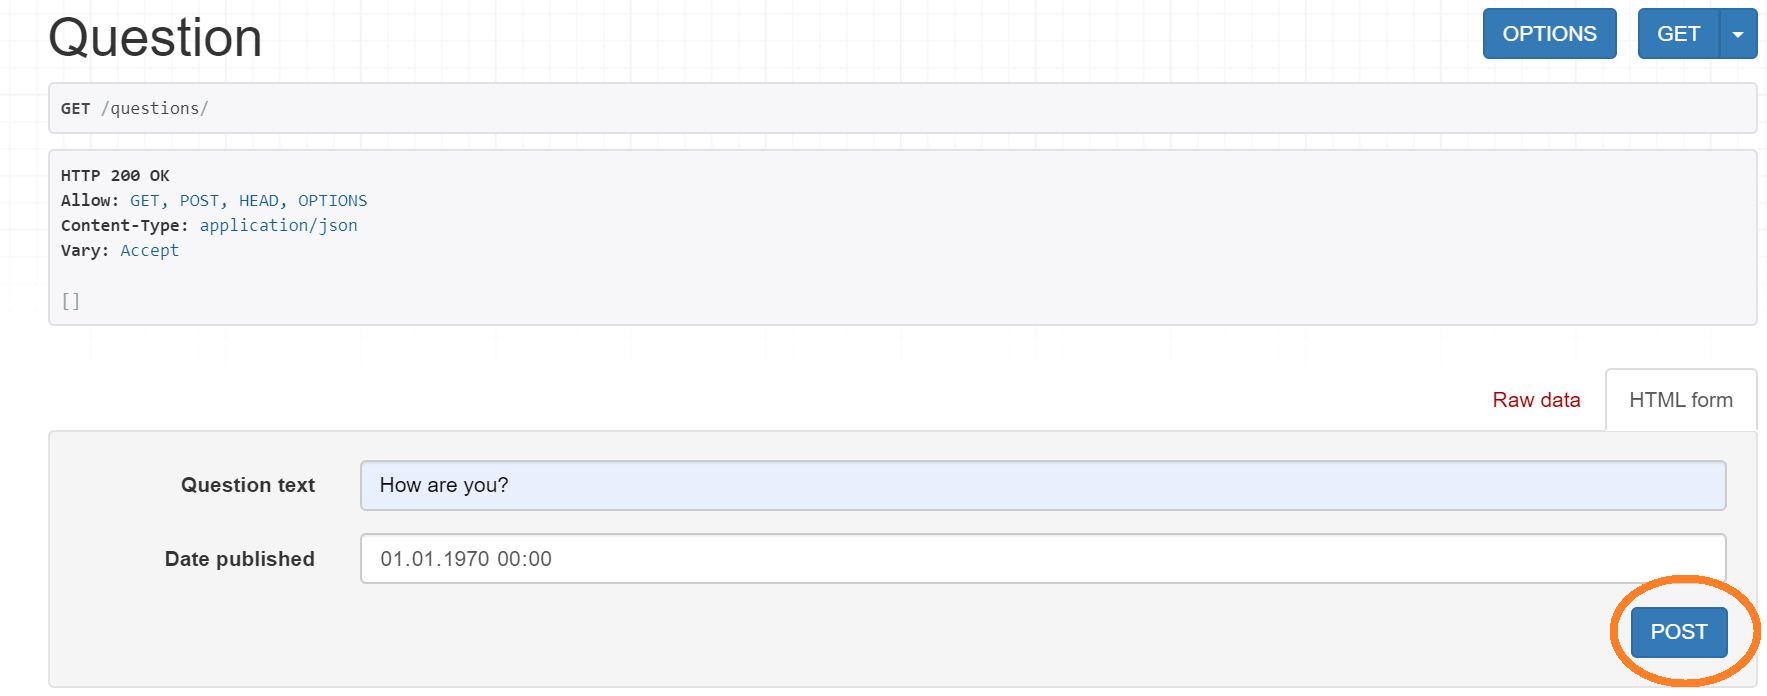 Question
OPTIONS
GET
GET /questions/
HTTP 200 OK
Allow: GET, POST, HEAD, OPTIONS
Content-Type: application/json
Vary: Accept
[]
Raw data
HTML form
Question text
How are you?
Date published
01.01.1970 00:00
POST